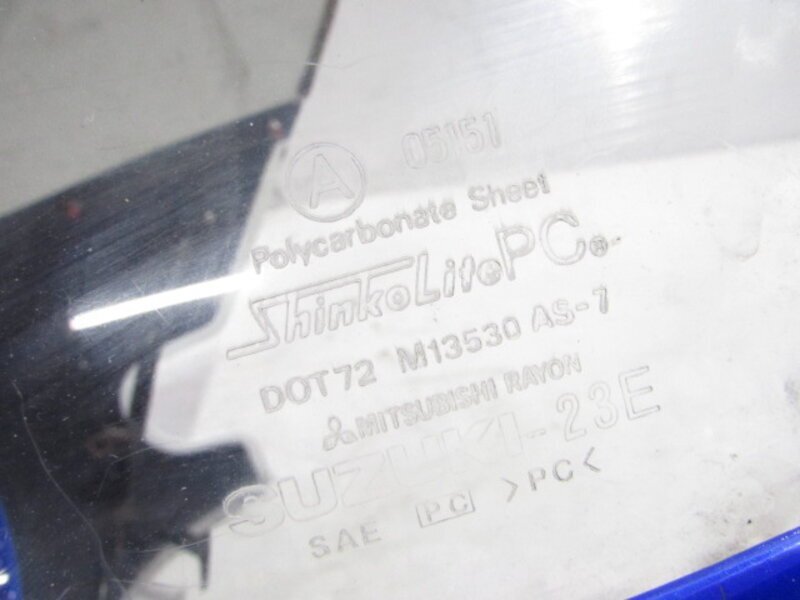 A 05151
Polycarbonate Sheet
ShinkoLite PC®
DOT72 M13530 AS-7
MITSUBISHI RAYON
SUZUKI-23E
SAE PC >PC<